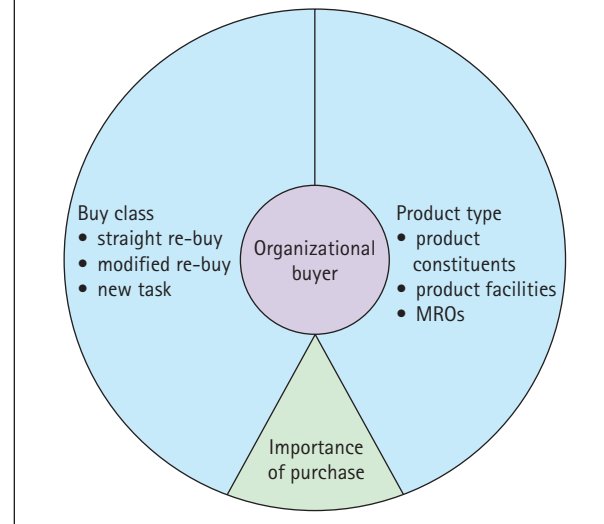 Buy class
• straight re-buy
• modified re-buy
• new task
Organizational
buyer
Product type
• product
constituents
• product facilities
• MROs
Importance
of purchase